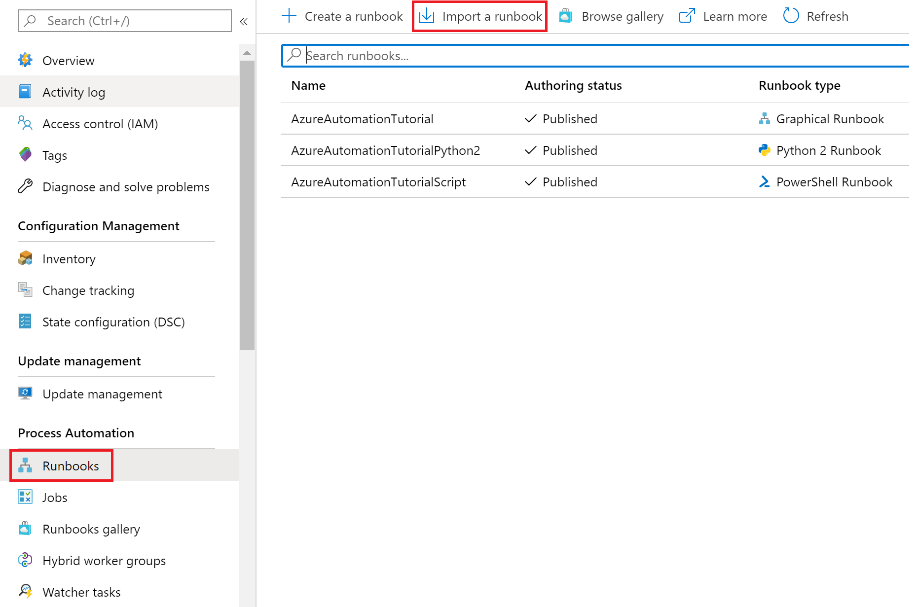 Search (Ctrl+/)
«
Overview
Activity log
Access control (IAM)
Tags
Diagnose and solve problems
Configuration Management
Inventory
Change tracking
State configuration (DSC)
Update management
Update management
Process Automation
Runbooks
Jobs
Runbooks gallery
Hybrid worker groups
Watcher tasks
Create a runbook Import a runbook Browse gallery Learn more Refresh
Search runbooks...
Name Authoring status Runbook type
AzureAutomationTutorial Published Graphical Runbook
AzureAutomationTutorialPython2 Published Python 2 Runbook
AzureAutomationTutorialScript Published PowerShell Runbook